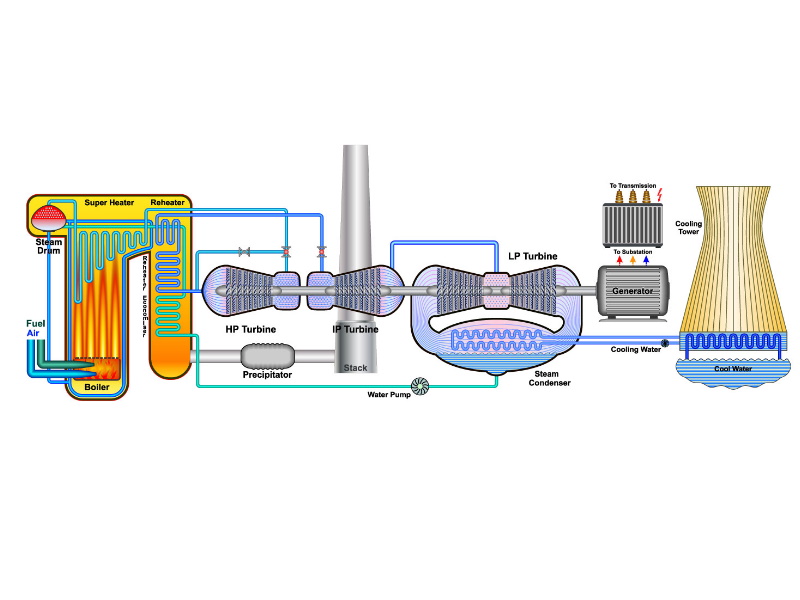 To Transmission
Super Heater
Reheater
Cooling
Tower
Steam
Drum
To Substation
LP Turbine
Reheater Economiser
Generator
Fuel
Air
HP Turbine
IP Turbine
Cooling Water
Stack
Precipitator
Cool Water
Steam
Condenser
Boiler
Water Pump